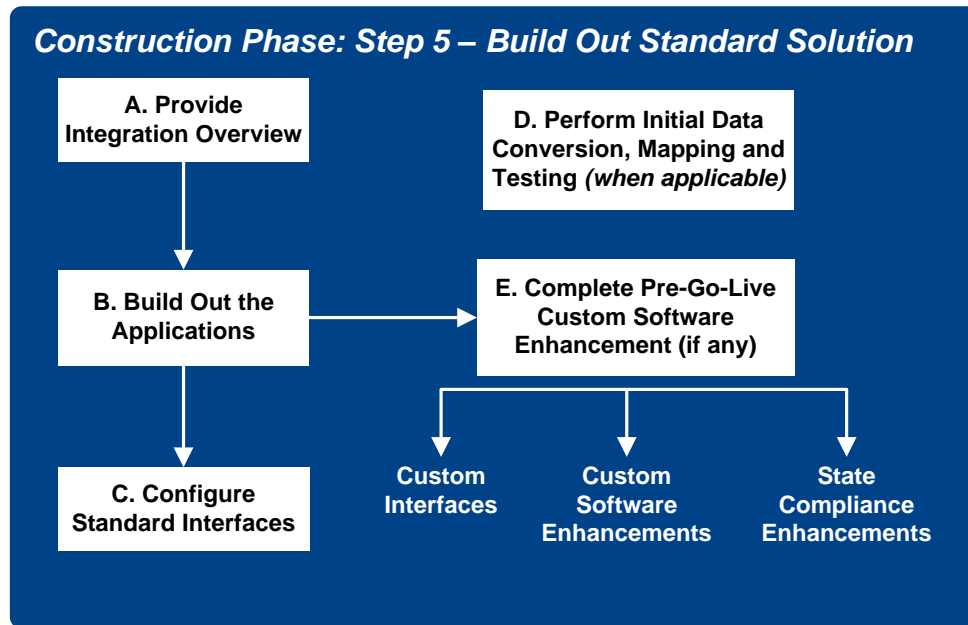 Construction Phase: Step 5 – Build Out Standard Solution
A. Provide
Integration Overview
D. Perform Initial Data
Conversion, Mapping and
Testing (when applicable)
B. Build Out the
Applications
E. Complete Pre-Go-Live
Custom Software
Enhancement (if any)
C. Configure
Standard Interfaces
Custom
Interfaces
Custom
Software
Enhancements
State
Compliance
Enhancements